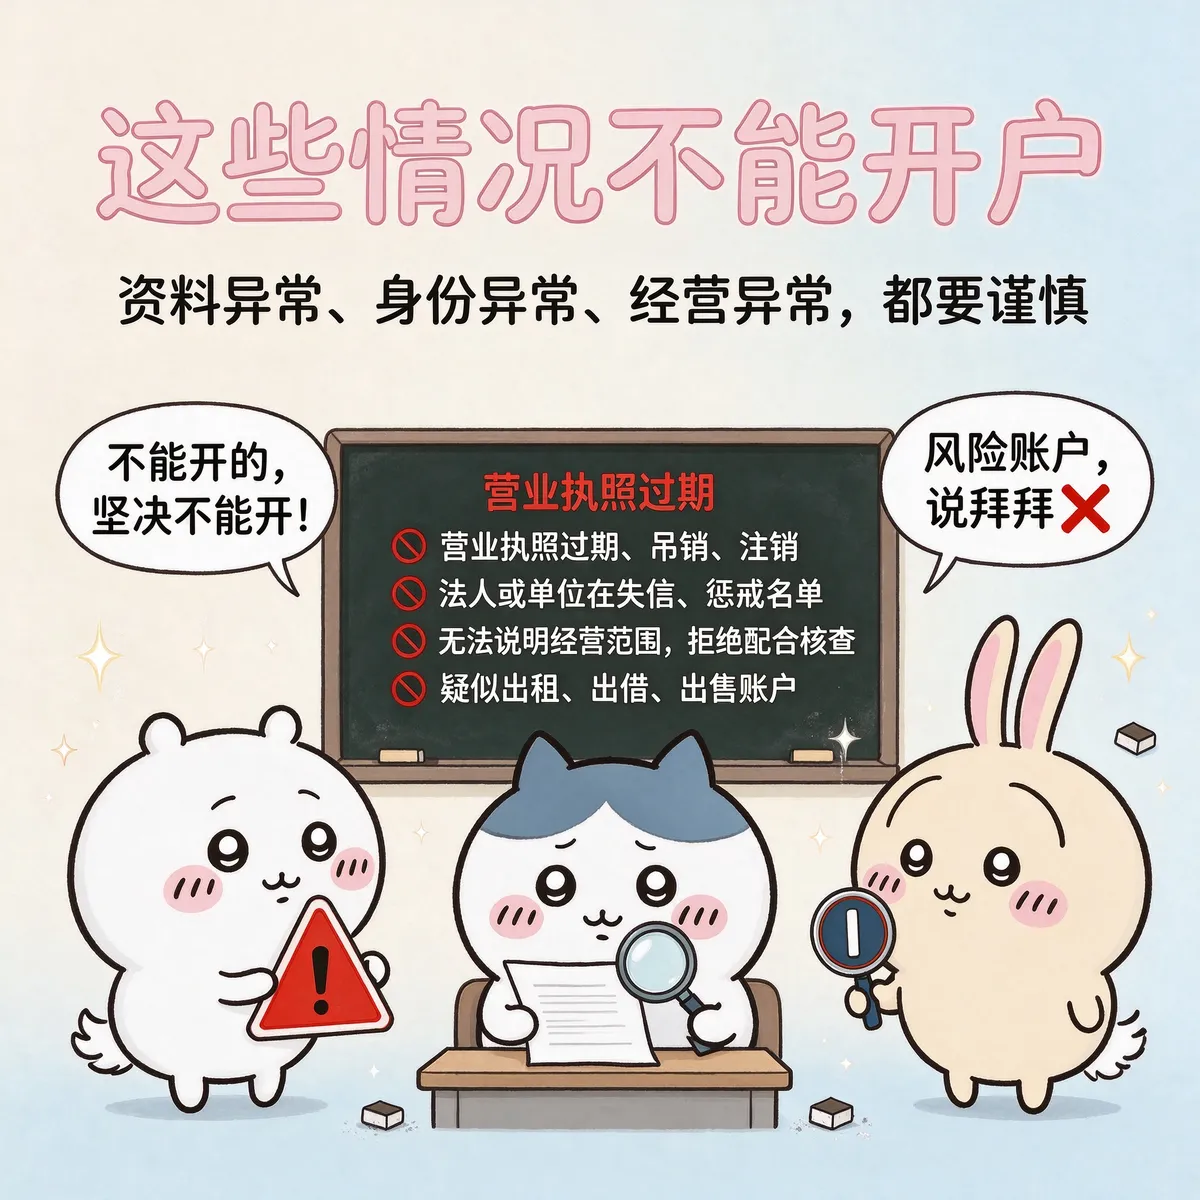 这些情况不能开户
资料异常、身份异常、经营异常，都要谨慎
不能开的，
坚决不能开！
风险账户，
说拜拜❌
营业执照过期
营业执照过期、吊销、注销
法人或单位在失信、惩戒名单
无法说明经营范围，拒绝配合核查
疑似出租、出借、出售账户